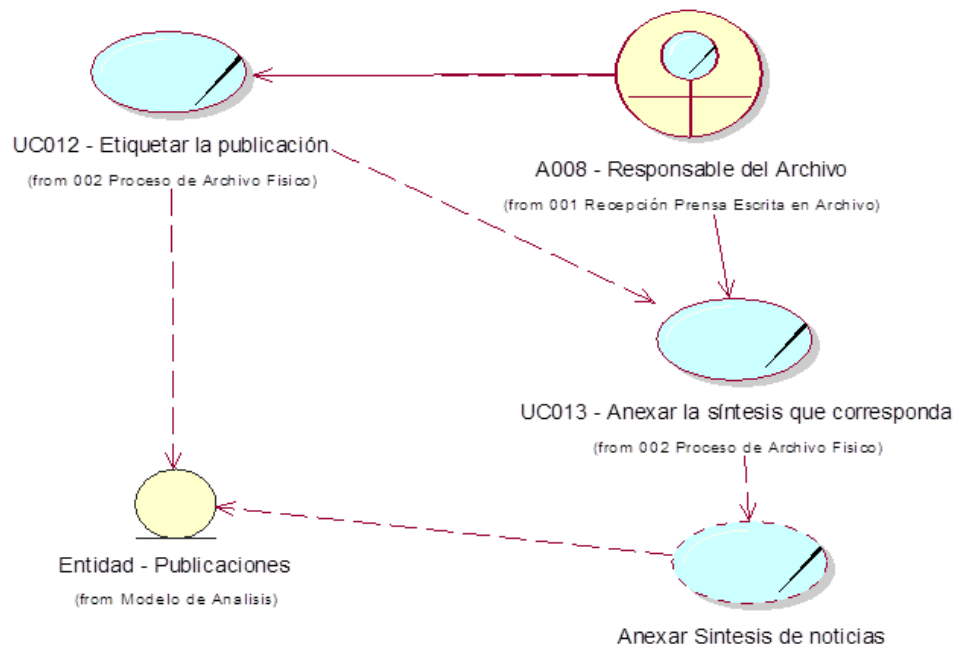 UC012 - Etiquetar la publicación
(from 002 Proceso de Archivo Fisico)
A008 - Responsable del Archivo
(from 001 Recepción Prensa Escrita en Archivo)
UC013 - Anexar la síntesis que corresponda
(from 002 Proceso de Archivo Fisico)
Entidad - Publicaciones
(from Modelo de Analisis)
Anexar Sintesis de noticias